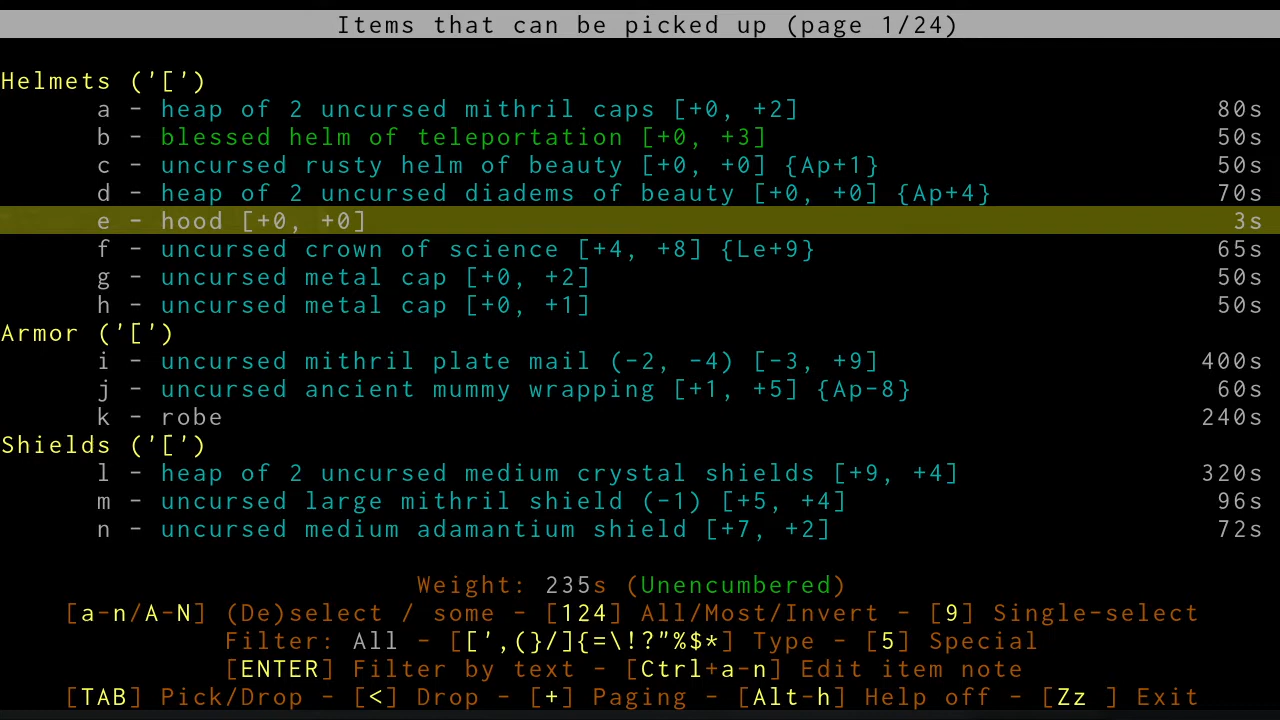 Items that can be picked up (page 1/24)
Helmets ('[')
a - heap of 2 uncursed mithril caps [+0, +2] 80s
b - blessed helm of teleportation [+0, +3] 50s
c - uncursed rusty helm of beauty [+0, +0] {Ap+1} 50s
d - heap of 2 uncursed diadems of beauty [+0, +0] {Ap+4} 70s
e - hood [+0, +0] 3s
f - uncursed crown of science [+4, +8] {Le+9} 65s
g - uncursed metal cap [+0, +2] 50s
h - uncursed metal cap [+0, +1] 50s
Armor ('[')
i - uncursed mithril plate mail (-2, -4) [-3, +9] 400s
j - uncursed ancient mummy wrapping [+1, +5] {Ap-8} 60s
k - robe 240s
Shields ('[')
l - heap of 2 uncursed medium crystal shields [+9, +4] 320s
m - uncursed large mithril shield (-1) [+5, +4] 96s
n - uncursed medium adamantium shield [+7, +2] 72s
Weight: 235s (Unencumbered)
[a-n/A-N] (De)select / some - [124] All/Most/Invert - [9] Single-select
Filter: All - [[',(}/]{=\!?"%$*] Type - [5] Special
[ENTER] Filter by text - [Ctrl+a-n] Edit item note
[TAB] Pick/Drop - [<] Drop - [+] Paging - [Alt-h] Help off - [Zz ] Exit